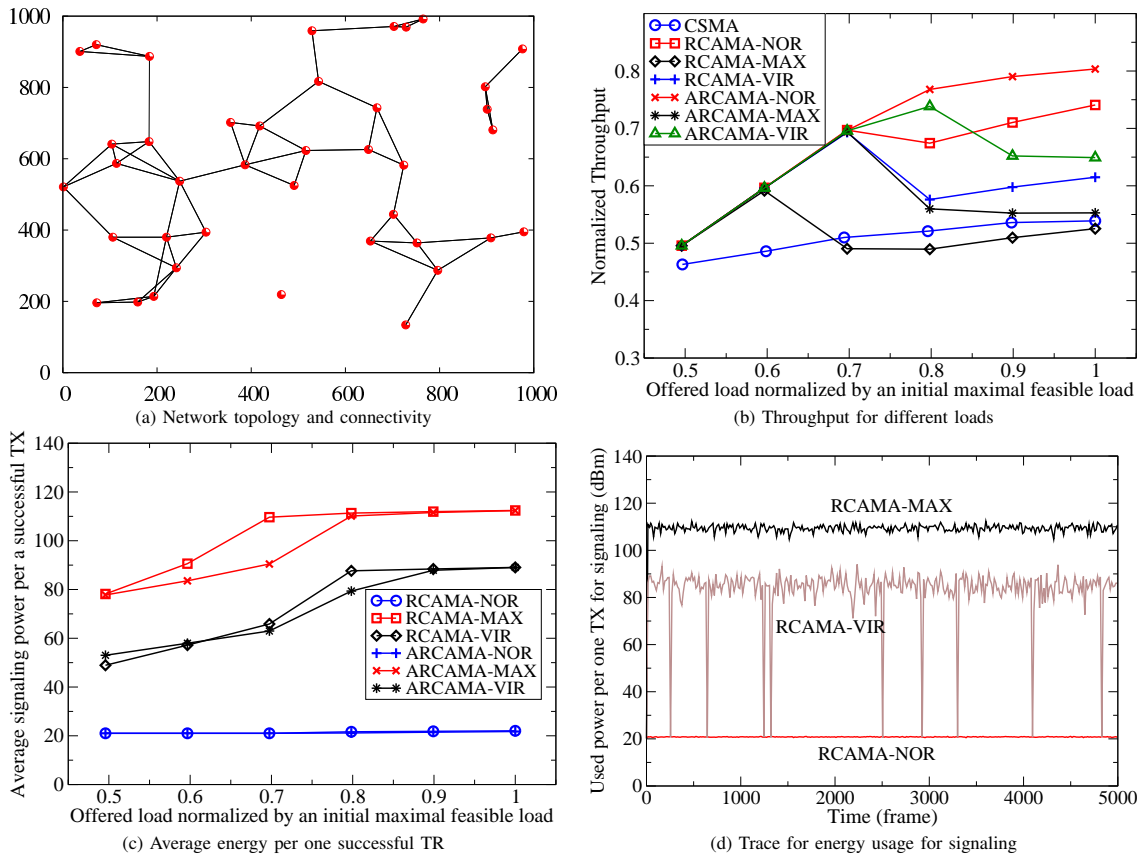 1000
800
600
400
200
0
0
200
400
600
800
1000
(a) Network topology and connectivity
CSMA
RCAMA-NOR
RCAMA-MAX
RCAMA-VIR
ARCAMA-NOR
ARCAMA-MAX
ARCAMA-VIR
Normalized Throughput
0.8
0.7
0.6
0.5
0.4
0.3
0.5
0.6
0.7
0.8
0.9
1
Offered load normalized by an initial maximal feasible load
(b) Throughput for different loads
Average signaling power per a successful TX
140
120
100
80
60
40
20
0
RCAMA-NOR
RCAMA-MAX
RCAMA-VIR
ARCAMA-NOR
ARCAMA-MAX
ARCAMA-VIR
0.5
0.6
0.7
0.8
0.9
1
Offered load normalized by an initial maximal feasible load
(c) Average energy per one successful TR
Used power per one TX for signaling (dBm)
140
120
100
80
60
40
20
0
RCAMA-MAX
RCAMA-VIR
RCAMA-NOR
0
1000
2000
3000
4000
5000
Time (frame)
(d) Trace for energy usage for signaling